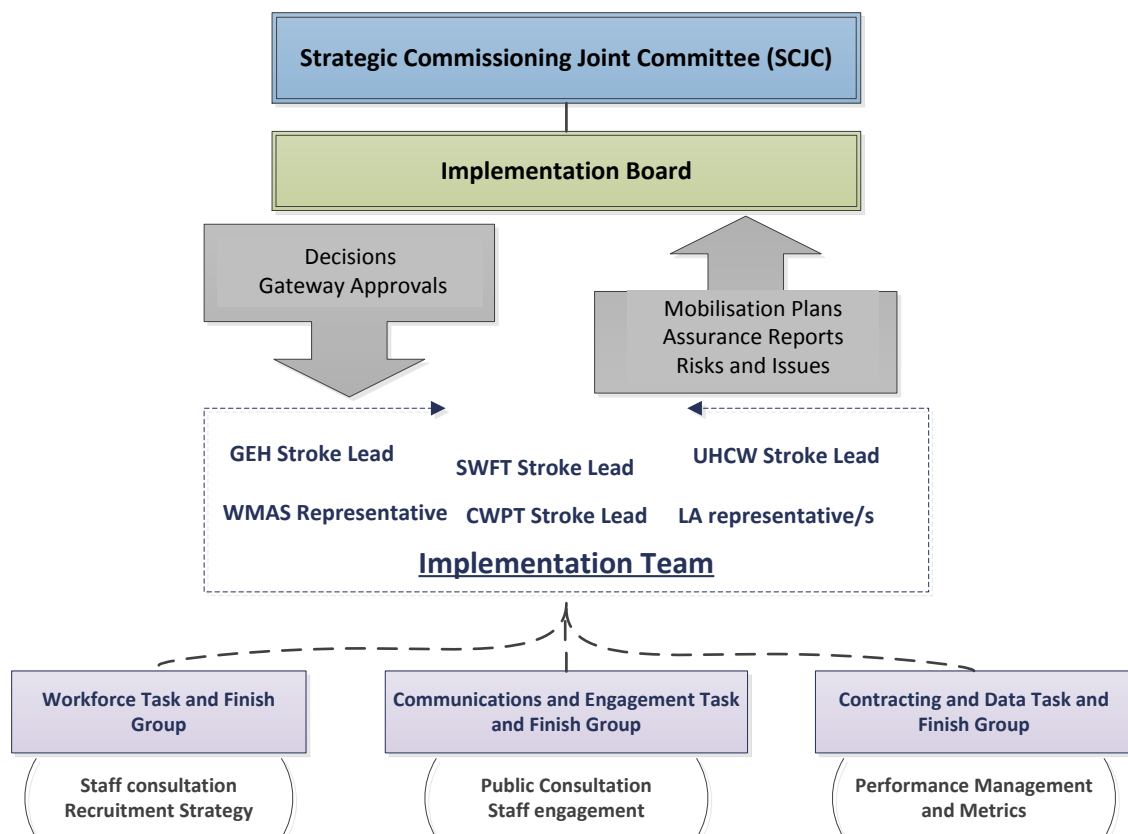 Strategic Commissioning Joint Committee (SCJC)
Implementation Board
Decisions
Gateway Approvals
Mobilisation Plans
Assurance Reports
Risks and Issues
GEH Stroke Lead
SWFT Stroke Lead
UHCW Stroke Lead
WMAS Representative
CWPT Stroke Lead
LA representative/s
Implementation Team
Workforce Task and Finish
Group
Communications and Engagement Task
and Finish Group
Contracting and Data Task and
Finish Group
Staff consultation
Recruitment Strategy
Public Consultation
Staff engagement
Performance Management
and Metrics